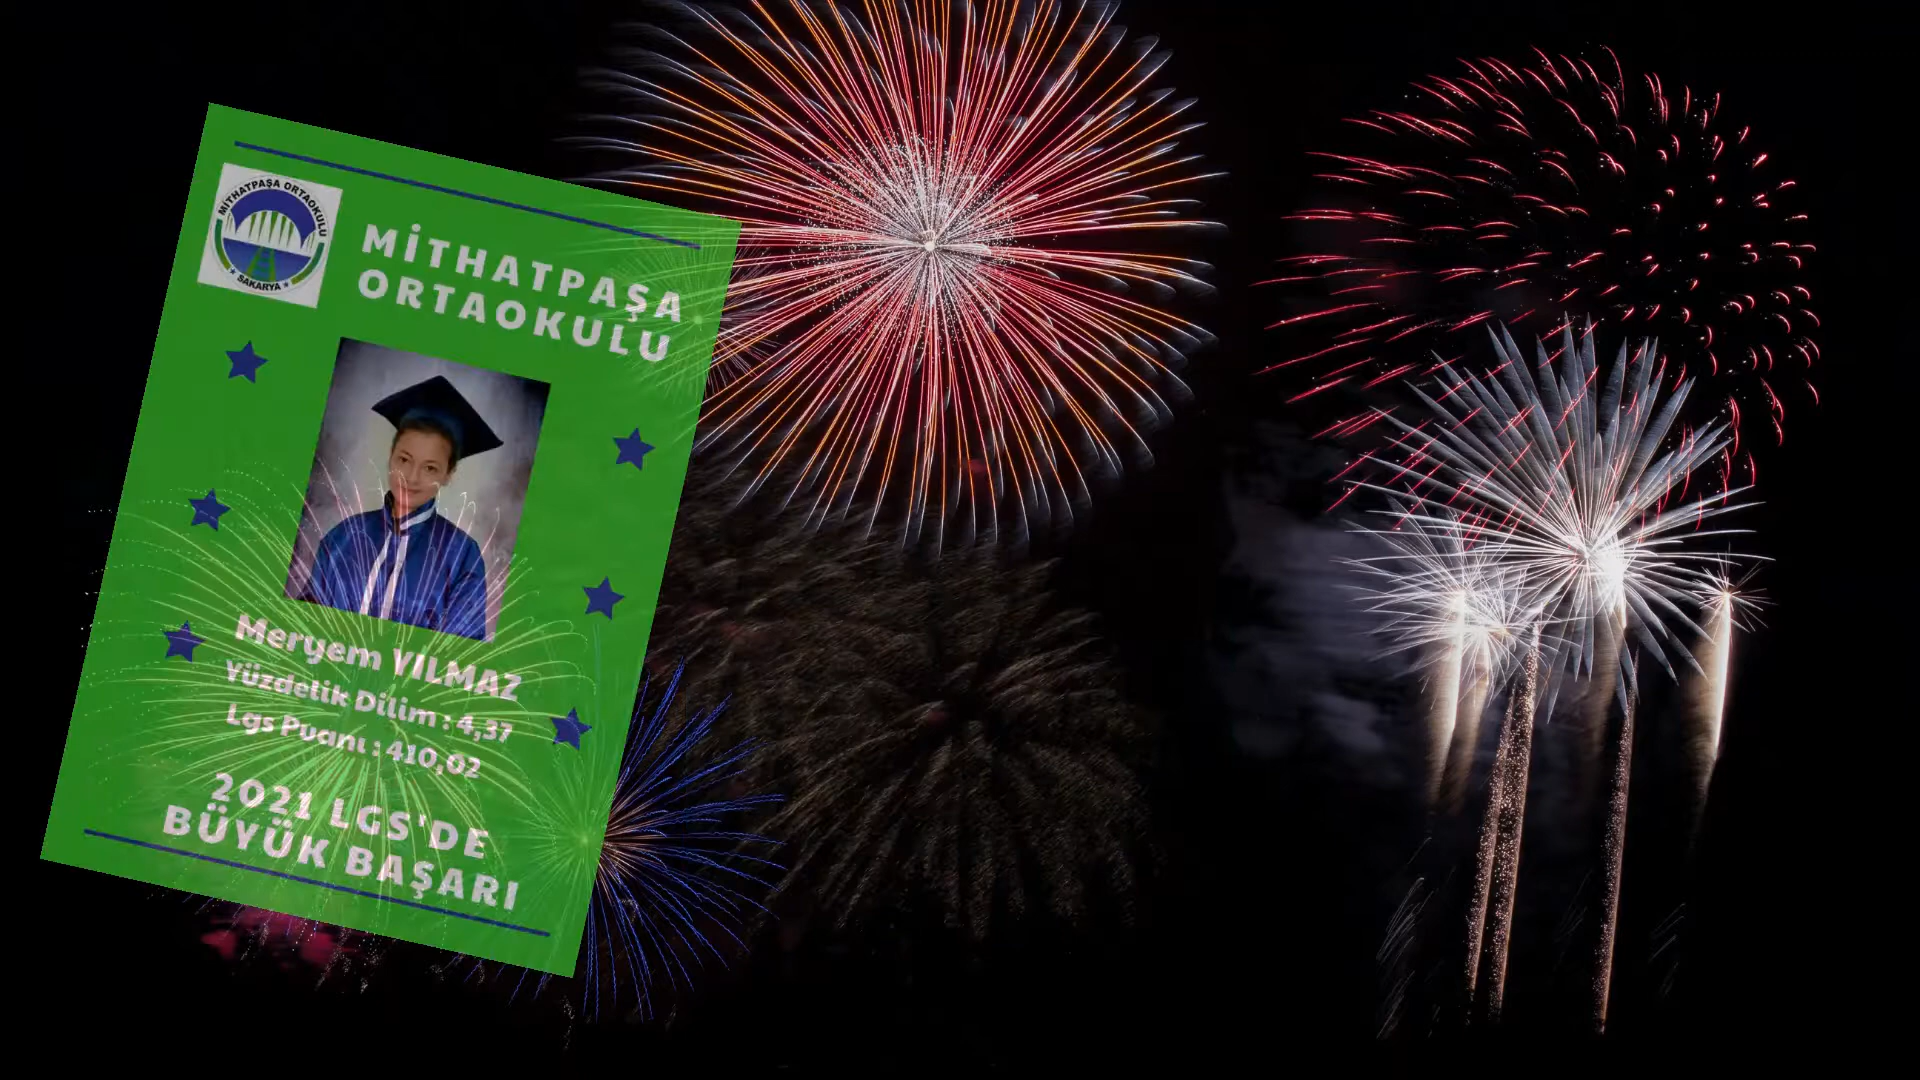 MİTHATPAŞA ORTAOKULU
★ SAKARYA ★
MİTHATPAŞA
ORTAOKULU
Meryem YILMAZ
Yüzdelik Dilim : 4,37
Lgs Puanı : 410,02
2021 LGS'DE
BÜYÜK BAŞARI